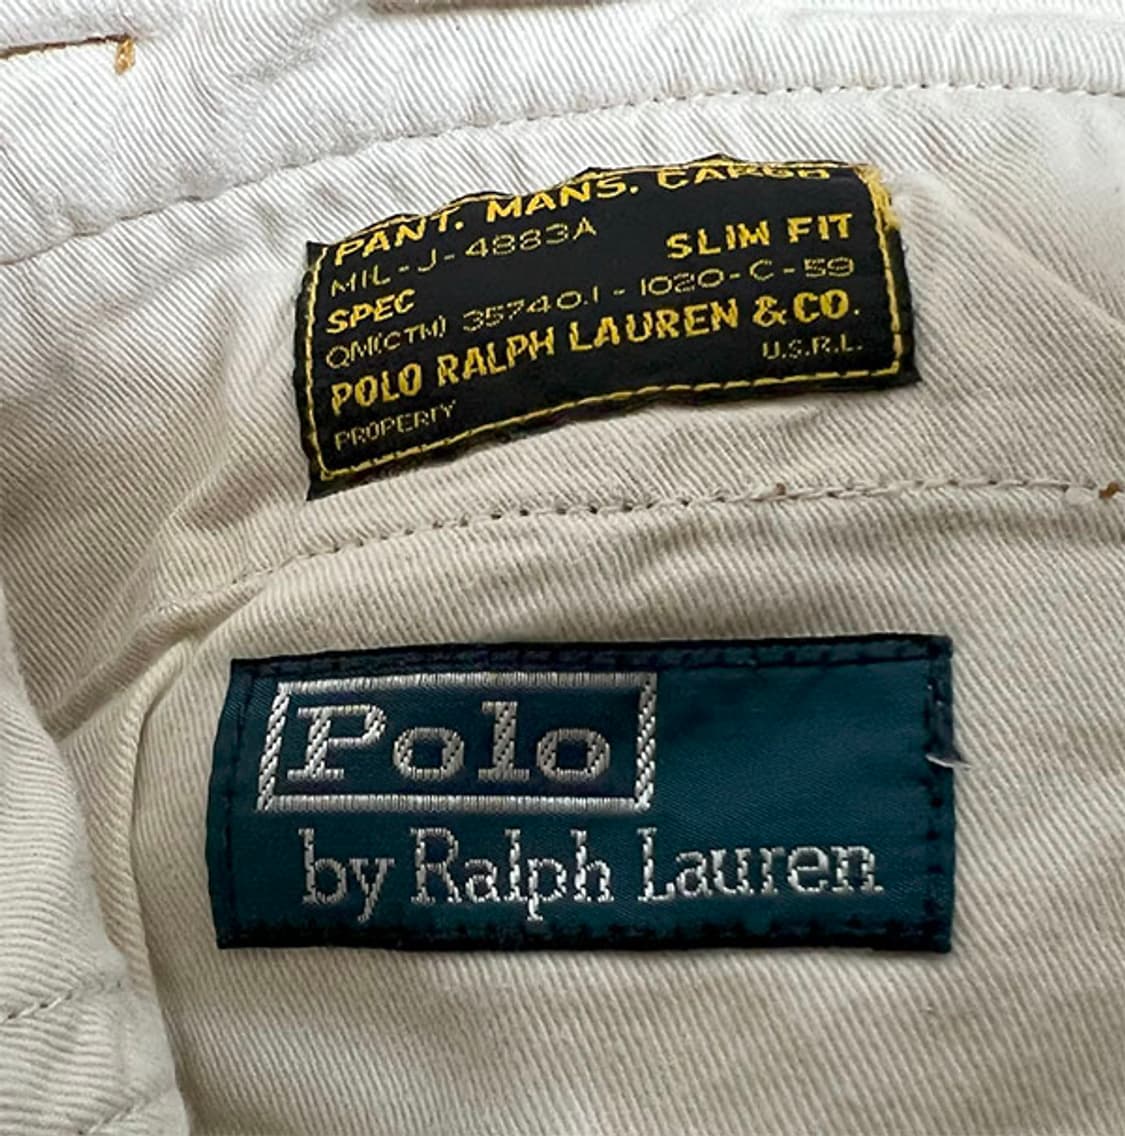 PANT. MANS. CARGO
MIL-J-4883A
SLIM FIT
SPEC
QM(CTM) 35740.1-1020-C-59
POLO RALPH LAUREN & CO.
U.S.R.L.
PROPERTY
Polo
by Ralph Lauren